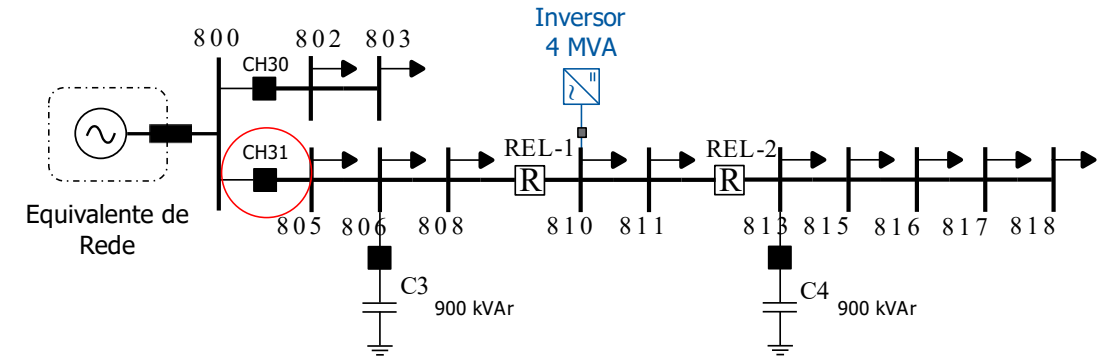 Inversor
4 MVA
800
802
803
CH30
CH31
REL-1
REL-2
R
R
Equivalente de
Rede
805
806
808
810
811
813
815
816
817
818
C3
900 kVAr
C4
900 kVAr